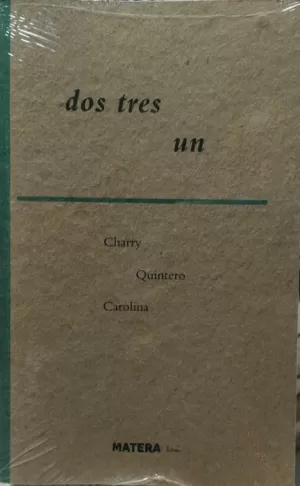 dos tres
un
Charry
Quintero
Carolina
MATERA